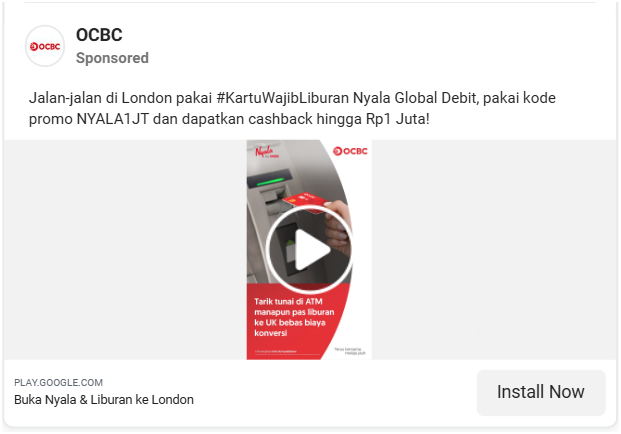 OCBC
OCBC
Sponsored
Jalan-jalan di London pakai #KartuWajibLiburan Nyala Global Debit, pakai kode
promo NYALA1JT dan dapatkan cashback hingga Rp1 Juta!
Nyala
OCBC
Tarik tunai di ATM
manapun pas liburan
ke UK bebas biaya
konversi
PLAY.GOOGLE.COM
Buka Nyala & Liburan ke London
Install Now